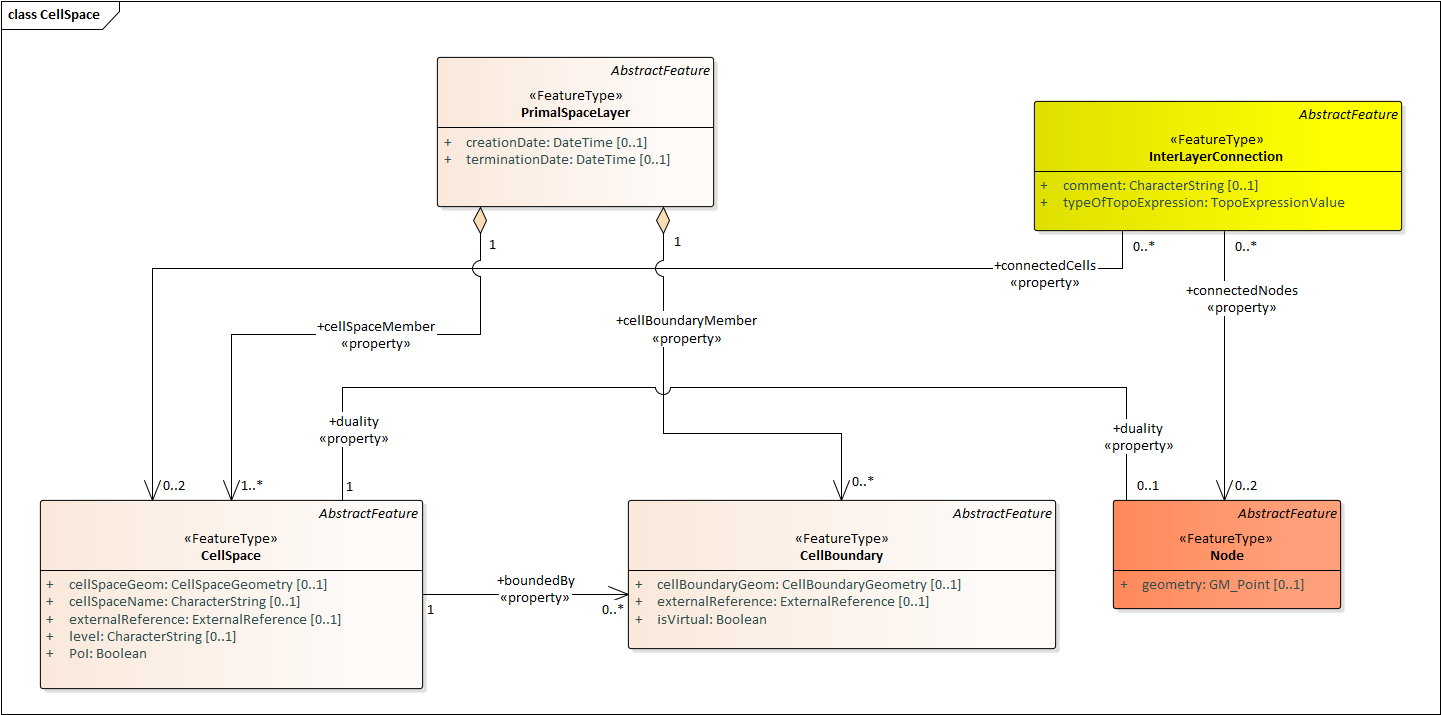 class CellSpace
AbstractFeature
«FeatureType»
PrimalSpaceLayer
+ creationDate: DateTime [0..1]
+ terminationDate: DateTime [0..1]
AbstractFeature
«FeatureType»
InterLayerConnection
+ comment: CharacterString [0..1]
+ typeOfTopoExpression: TopoExpressionValue
1
1
0..*
0..*
+connectedCells
«property»
+connectedNodes
«property»
+cellSpaceMember
«property»
+cellBoundaryMember
«property»
+duality
«property»
+duality
«property»
0..2
1..*
1
0..*
0..1
0..2
AbstractFeature
«FeatureType»
CellSpace
+ cellSpaceGeom: CellSpaceGeometry [0..1]
+ cellSpaceName: CharacterString [0..1]
+ externalReference: ExternalReference [0..1]
+ level: CharacterString [0..1]
+ PoI: Boolean
+boundedBy
«property»
1
0..*
AbstractFeature
«FeatureType»
CellBoundary
+ cellBoundaryGeom: CellBoundaryGeometry [0..1]
+ externalReference: ExternalReference [0..1]
+ isVirtual: Boolean
AbstractFeature
«FeatureType»
Node
+ geometry: GM_Point [0..1]